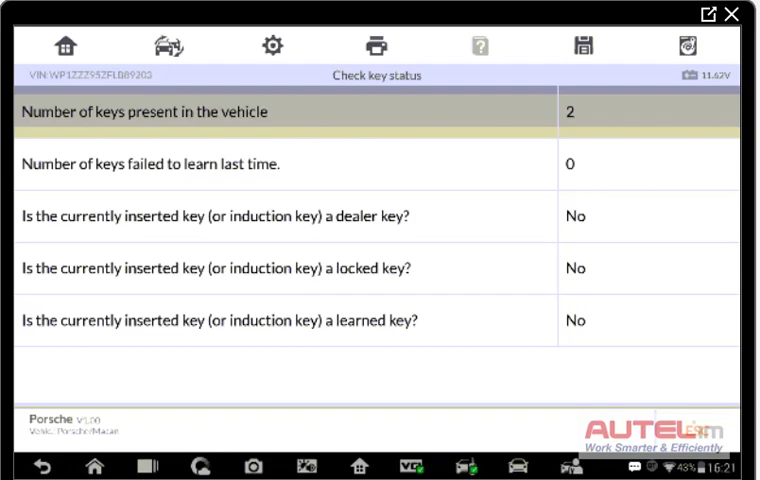 VIN:WP1ZZZ95ZFLB89203 Check key status 11.62V
Number of keys present in the vehicle 2
Number of keys failed to learn last time. 0
Is the currently inserted key (or induction key) a dealer key? No
Is the currently inserted key (or induction key) a locked key? No
Is the currently inserted key (or induction key) a learned key? No
Porsche V1.00
Vehic. Porsche/Macan
AUTEL
Work Smarter & Efficiently
43% 16:21